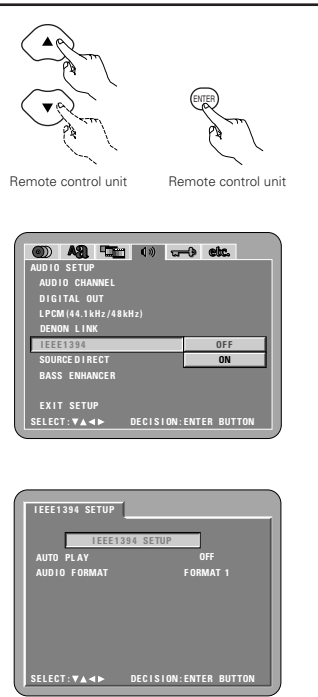 ENTER
Remote control unit
Remote control unit
etc.
AUDIO SETUP
AUDIO CHANNEL
DIGITAL OUT
LPCM (44.1kHz/48kHz)
DENON LINK
IEEE1394 OFF
SOURCE DIRECT ON
BASS ENHANCER
EXIT SETUP
SELECT:▼▲◄► DECISION:ENTER BUTTON
IEEE1394 SETUP
IEEE1394 SETUP
AUTO PLAY OFF
AUDIO FORMAT FORMAT 1
SELECT:▼▲◄► DECISION:ENTER BUTTON